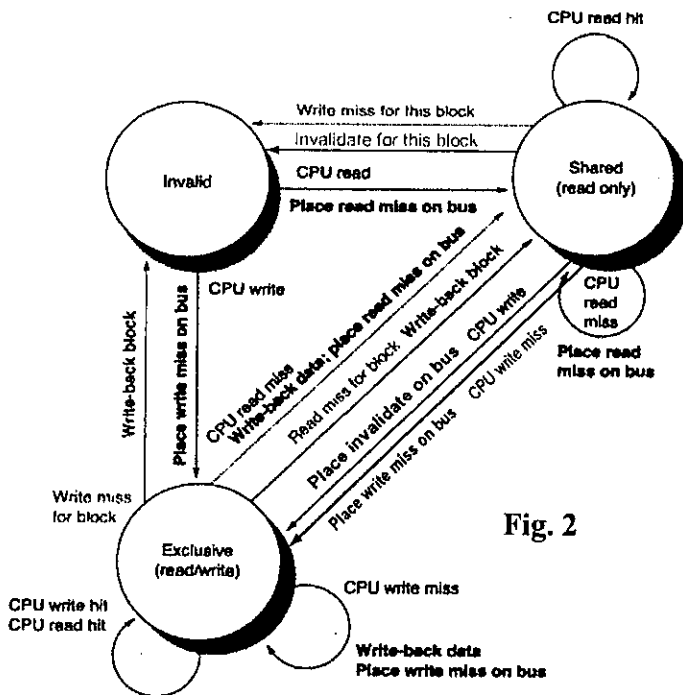 CPU read hit
Write miss for this block
Invalidate for this block
Invalid
CPU read
Place read miss on bus
Shared
(read only)
CPU write
Place write miss on bus
Write-back block
CPU read miss
Write-back data; place read miss on bus
Read miss for block
Write-back block
CPU write
Place invalidate on bus
CPU write miss
Place write miss on bus
CPU
read
miss
Place read
miss on bus
Write miss
for block
Exclusive
(read/write)
Fig. 2
CPU write hit
CPU read hit
CPU write miss
Write-back data
Place write miss on bus